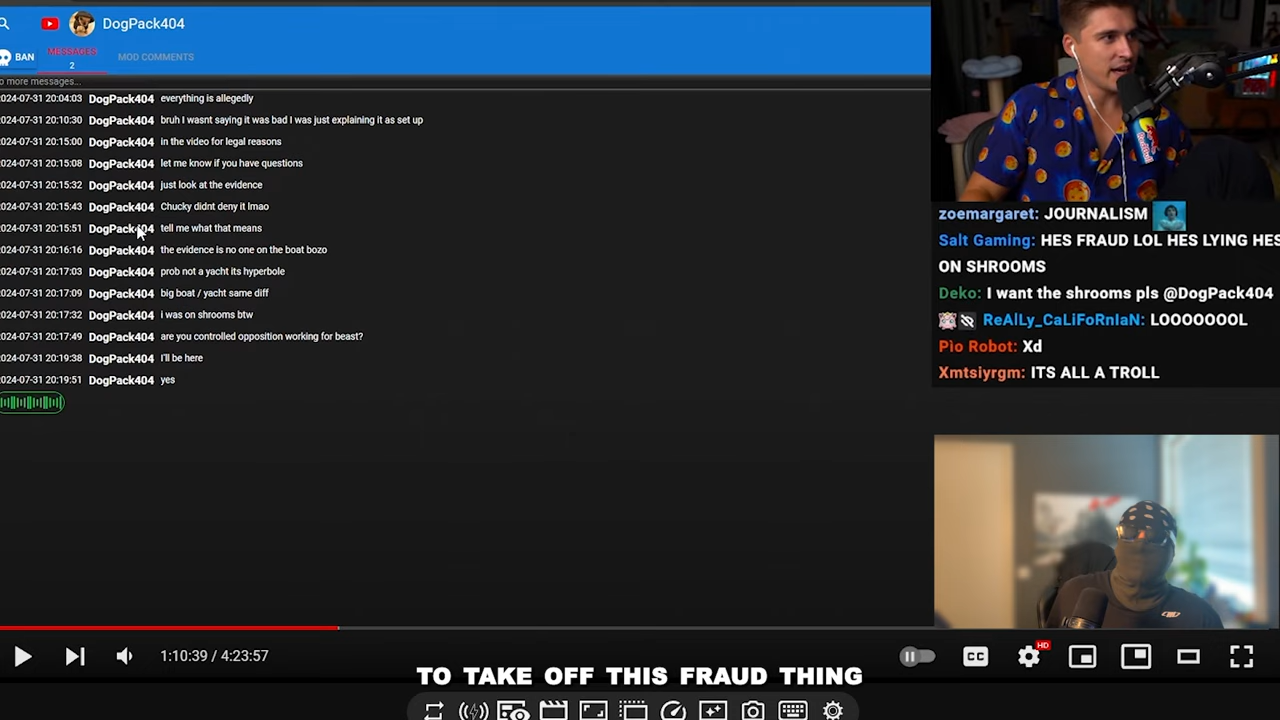 DogPack404
BAN
MESSAGES
2
MOD COMMENTS
o more messages...
2024-07-31 20:04:03 DogPack404 everything is allegedly
2024-07-31 20:10:30 DogPack404 bruh I wasnt saying it was bad I was just explaining it as set up
2024-07-31 20:15:00 DogPack404 in the video for legal reasons
2024-07-31 20:15:08 DogPack404 let me know if you have questions
2024-07-31 20:15:32 DogPack404 just look at the evidence
2024-07-31 20:15:43 DogPack404 Chucky didnt deny it lmao
2024-07-31 20:15:51 DogPack404 tell me what that means
2024-07-31 20:16:16 DogPack404 the evidence is no one on the boat bozo
2024-07-31 20:17:03 DogPack404 prob not a yacht its hyperbole
2024-07-31 20:17:09 DogPack404 big boat / yacht same diff
2024-07-31 20:17:32 DogPack404 i was on shrooms btw
2024-07-31 20:17:49 DogPack404 are you controlled opposition working for beast?
2024-07-31 20:19:38 DogPack404 I'll be here
2024-07-31 20:19:51 DogPack404 yes
Red Bull
zoemargaret: JOURNALISM
Salt Gaming: HES FRAUD LOL HES LYING HES
ON SHROOMS
Deko: I want the shrooms pls @DogPack404
ReAlLy_CaLiFoRnIaN: LOOOOOOOL
Pìo Robot: Xd
Xmtsiyrgm: ITS ALL A TROLL
1:10:39 / 4:23:57
CC
HD
TO TAKE OFF THIS FRAUD THING